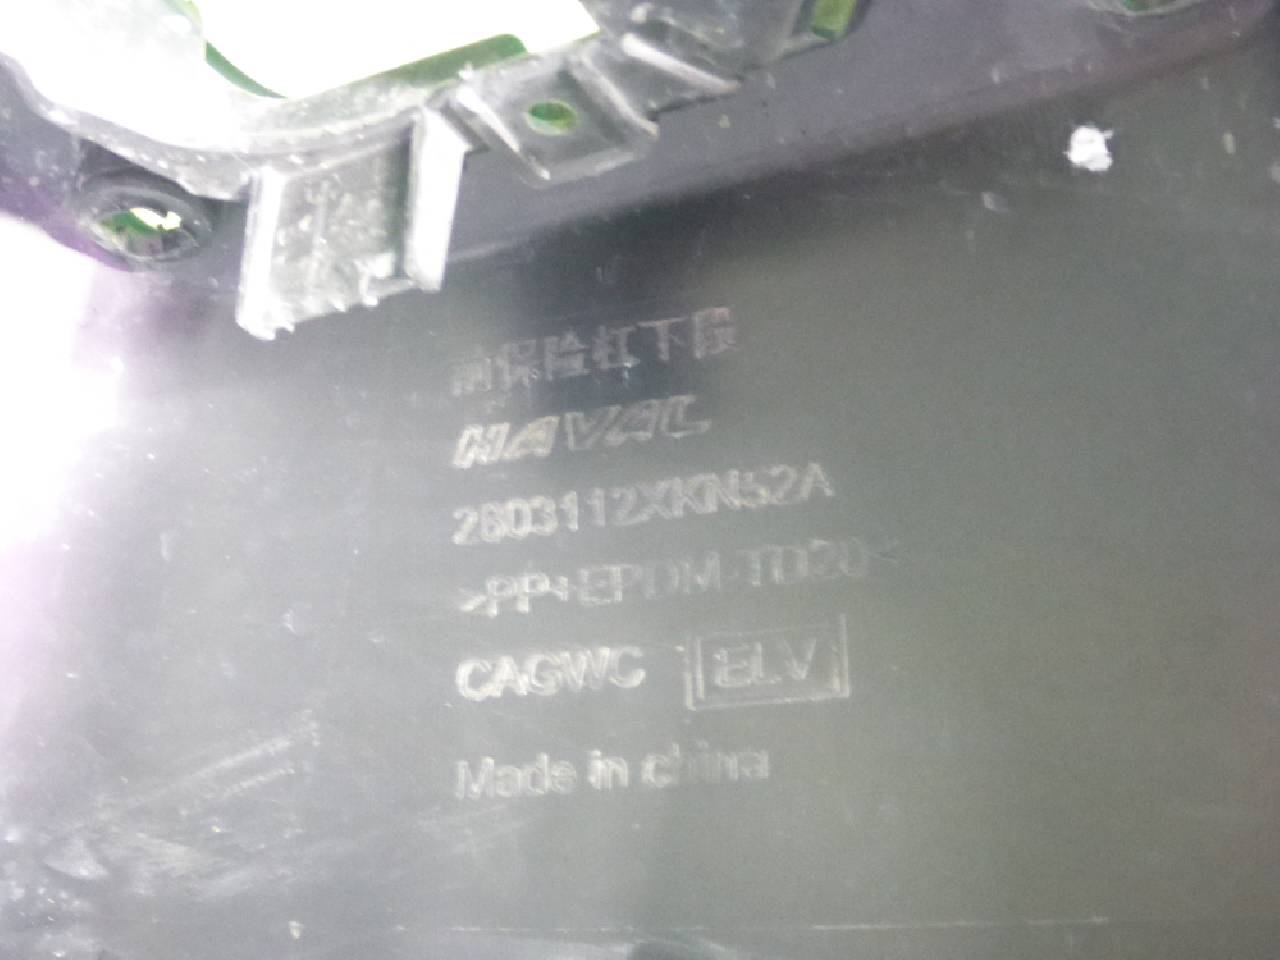 前保险杠下段
HAVAL
2803112XKN52A
>PP+EPDM-TD20<
CAGWC ELV
Made in china